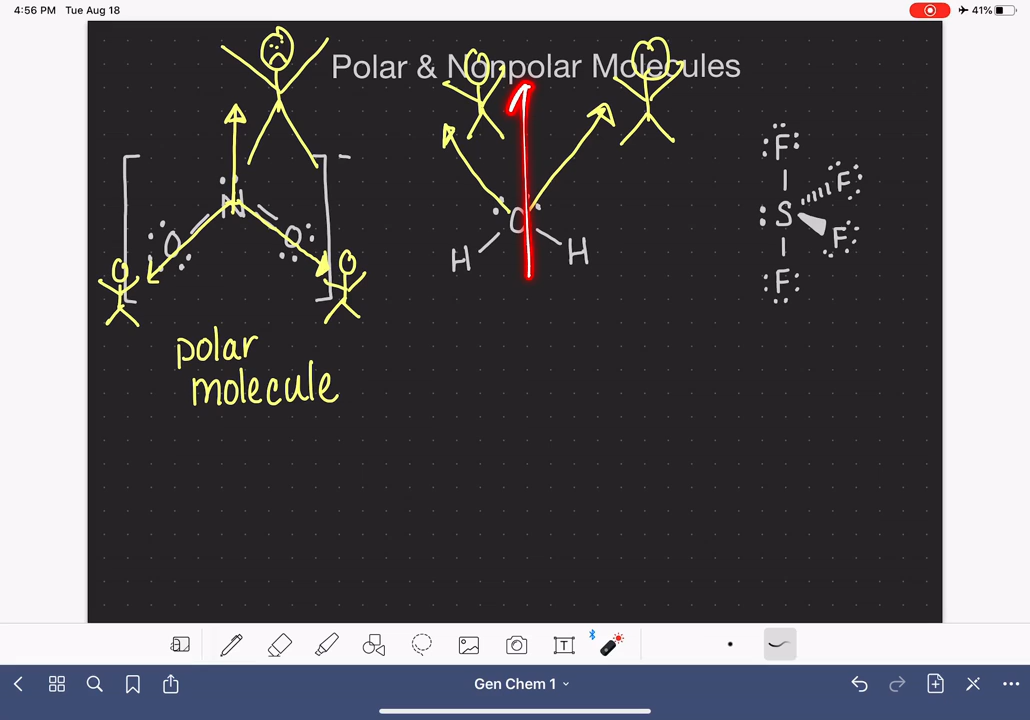 4:56 PM Tue Aug 18
41%
Polar & Nonpolar Molecules
N
O
O
O
H
H
F
S
F
F
F
polar
molecule
T
Gen Chem 1